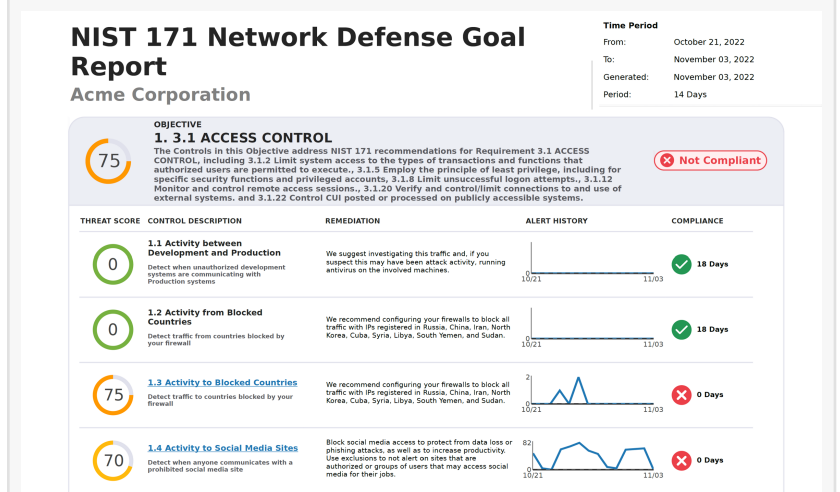 NIST 171 Network Defense Goal
Report
Acme Corporation
Time Period
From: October 21, 2022
To: November 03, 2022
Generated: November 03, 2022
Period: 14 Days
75
OBJECTIVE
1. 3.1 ACCESS CONTROL
The Controls in this Objective address NIST 171 recommendations for Requirement 3.1 ACCESS
CONTROL, including 3.1.2 Limit system access to the types of transactions and functions that
authorized users are permitted to execute., 3.1.5 Employ the principle of least privilege, including for
specific security functions and privileged accounts, 3.1.8 Limit unsuccessful logon attempts., 3.1.12
Monitor and control remote access sessions., 3.1.20 Verify and control/limit connections to and use of
external systems. and 3.1.22 Control CUI posted or processed on publicly accessible systems.
Not Compliant
THREAT SCORE CONTROL DESCRIPTION REMEDIATION ALERT HISTORY COMPLIANCE
0
1.1 Activity between
Development and Production
Detect when unauthorized development
systems are communicating with
Production systems
We suggest investigating this traffic and, if you
suspect this may have been attack activity, running
antivirus on the involved machines.
0
10/21 11/03
18 Days
0
1.2 Activity from Blocked
Countries
Detect traffic from countries blocked by
your firewall
We recommend configuring your firewalls to block all
traffic with IPs registered in Russia, China, Iran, North
Korea, Cuba, Syria, Libya, South Yemen, and Sudan.
0
10/21 11/03
18 Days
75
1.3 Activity to Blocked Countries
Detect traffic to countries blocked by your
firewall
We recommend configuring your firewalls to block all
traffic with IPs registered in Russia, China, Iran, North
Korea, Cuba, Syria, Libya, South Yemen, and Sudan.
2
0
10/21 11/03
0 Days
70
1.4 Activity to Social Media Sites
Detect when anyone communicates with a
prohibited social media site
Block social media access to protect from data loss or
phishing attacks, as well as to increase productivity.
Use exclusions to not alert on sites that are
authorized or groups of users that may access social
media for their jobs.
82
0
10/21 11/03
0 Days